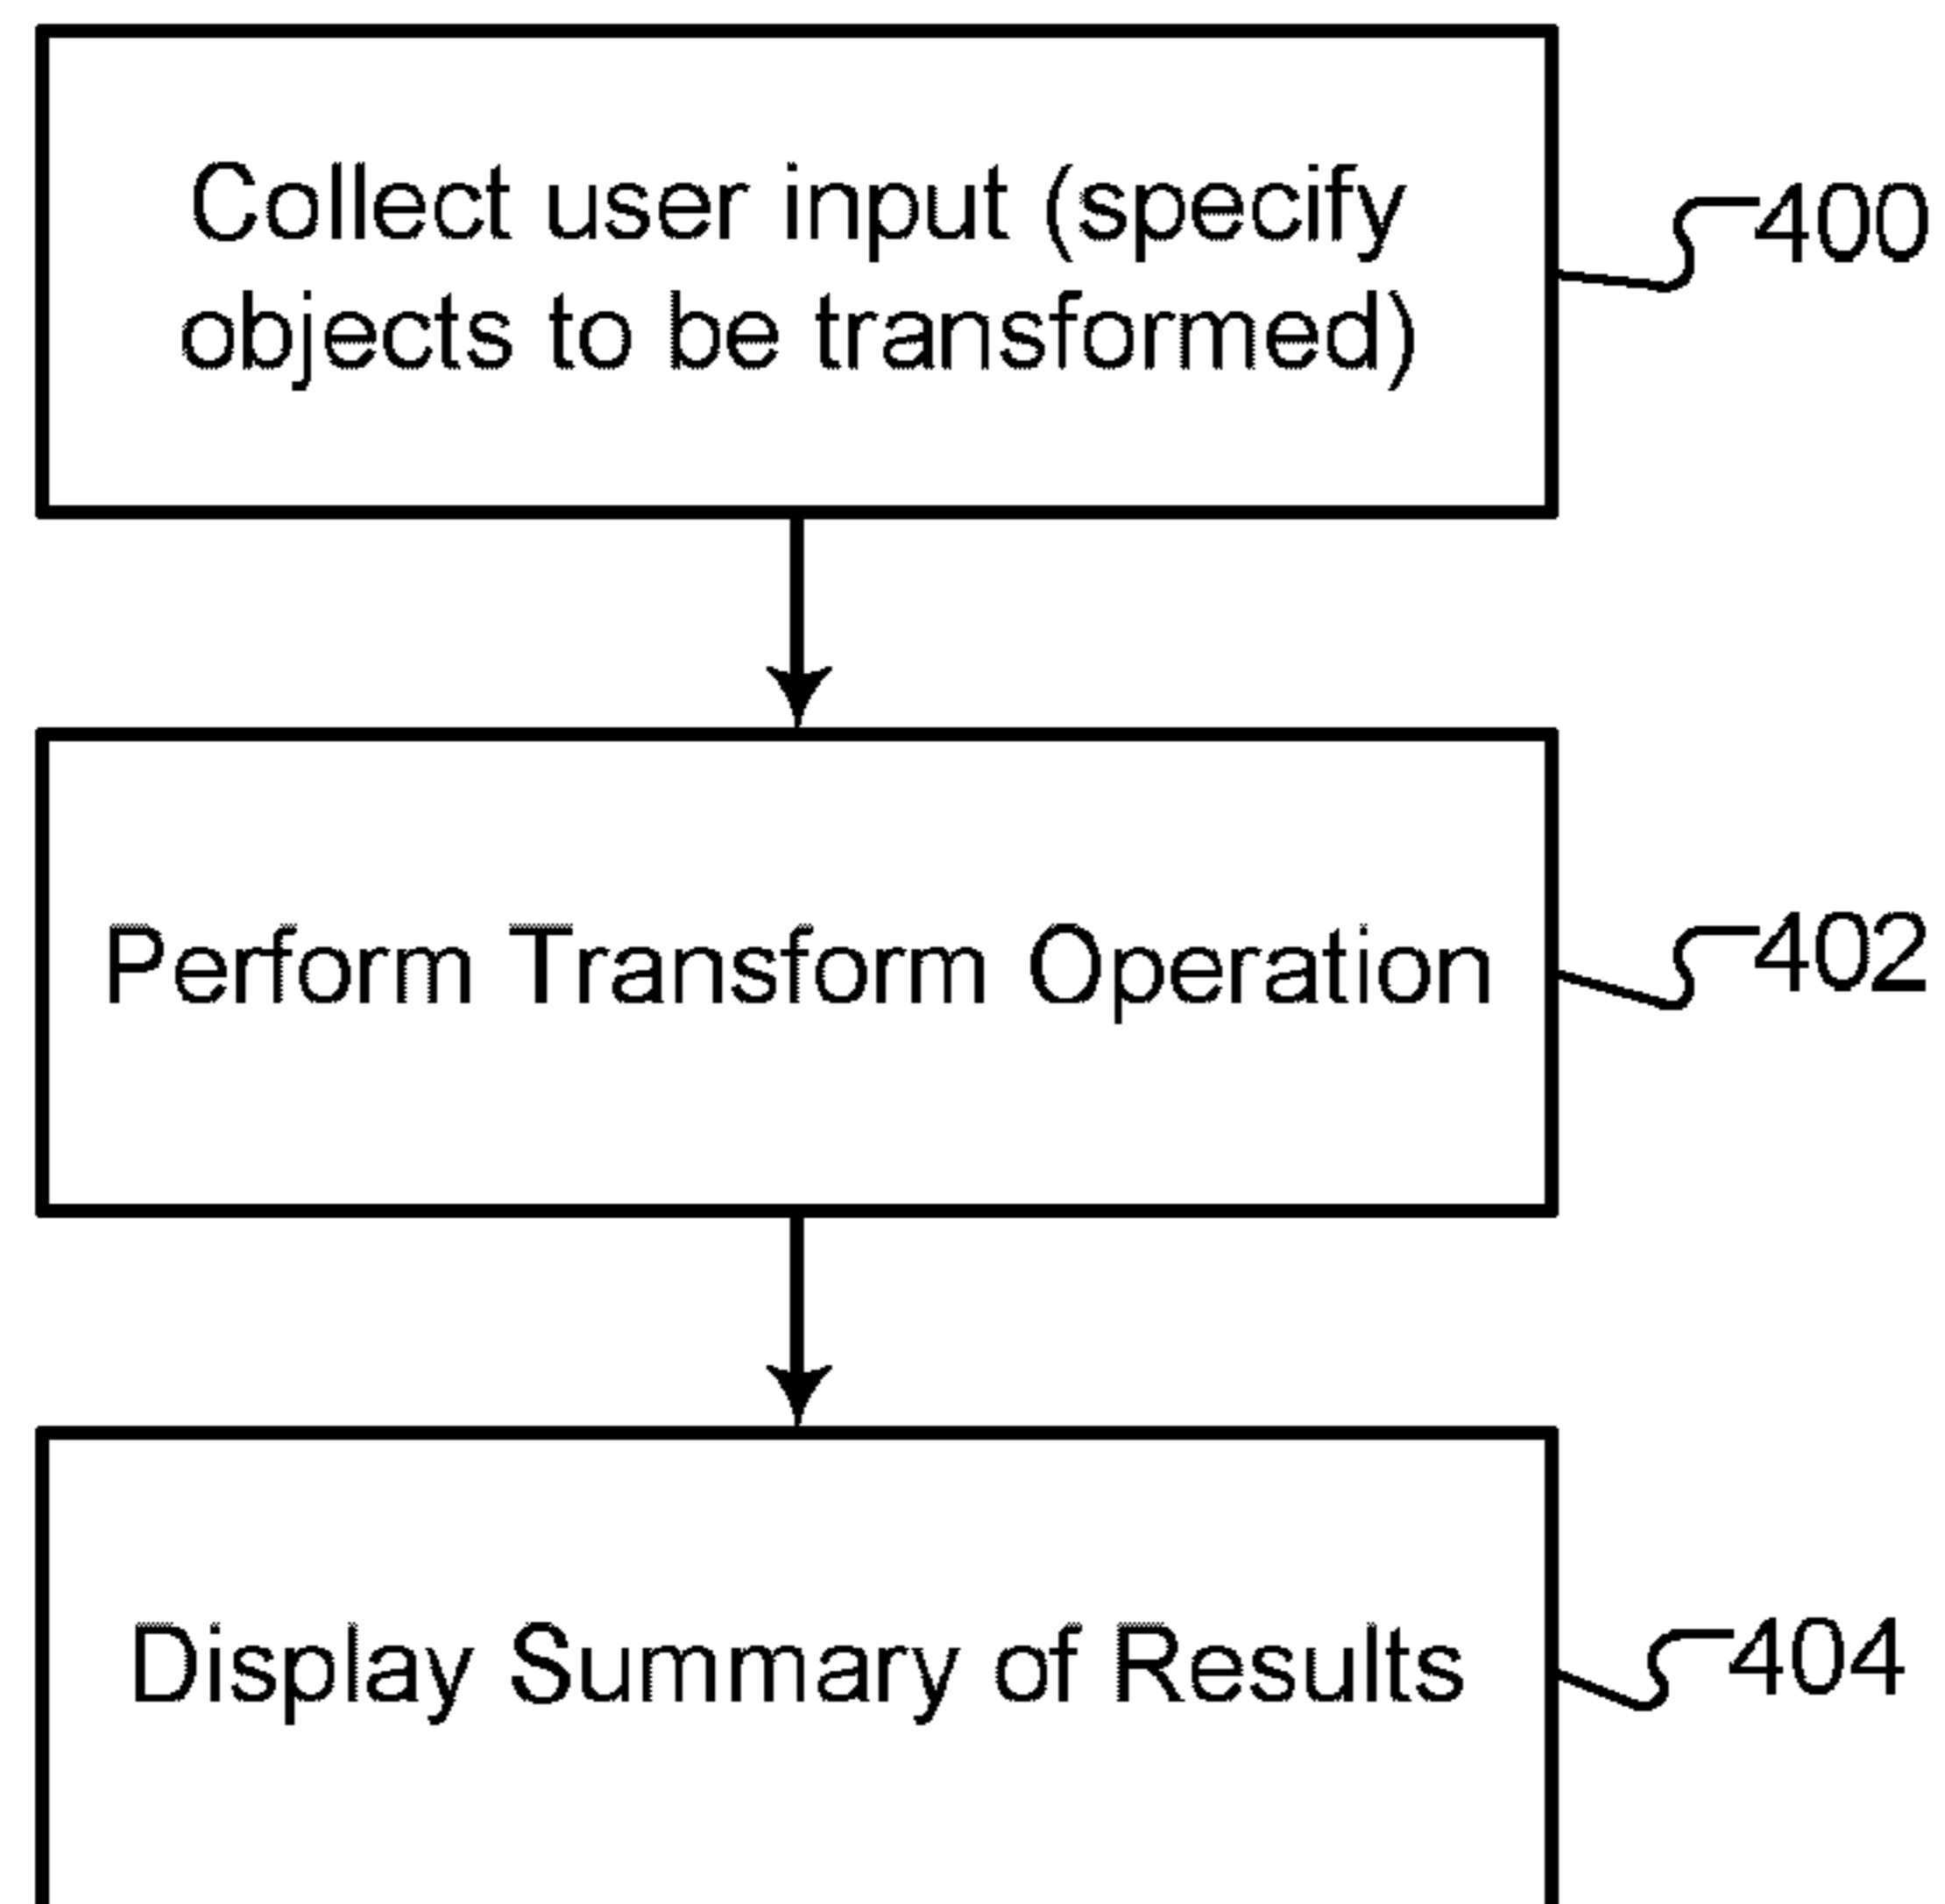 Collect user input (specify
objects to be transformed)
400
Perform Transform Operation
402
Display Summary of Results
404